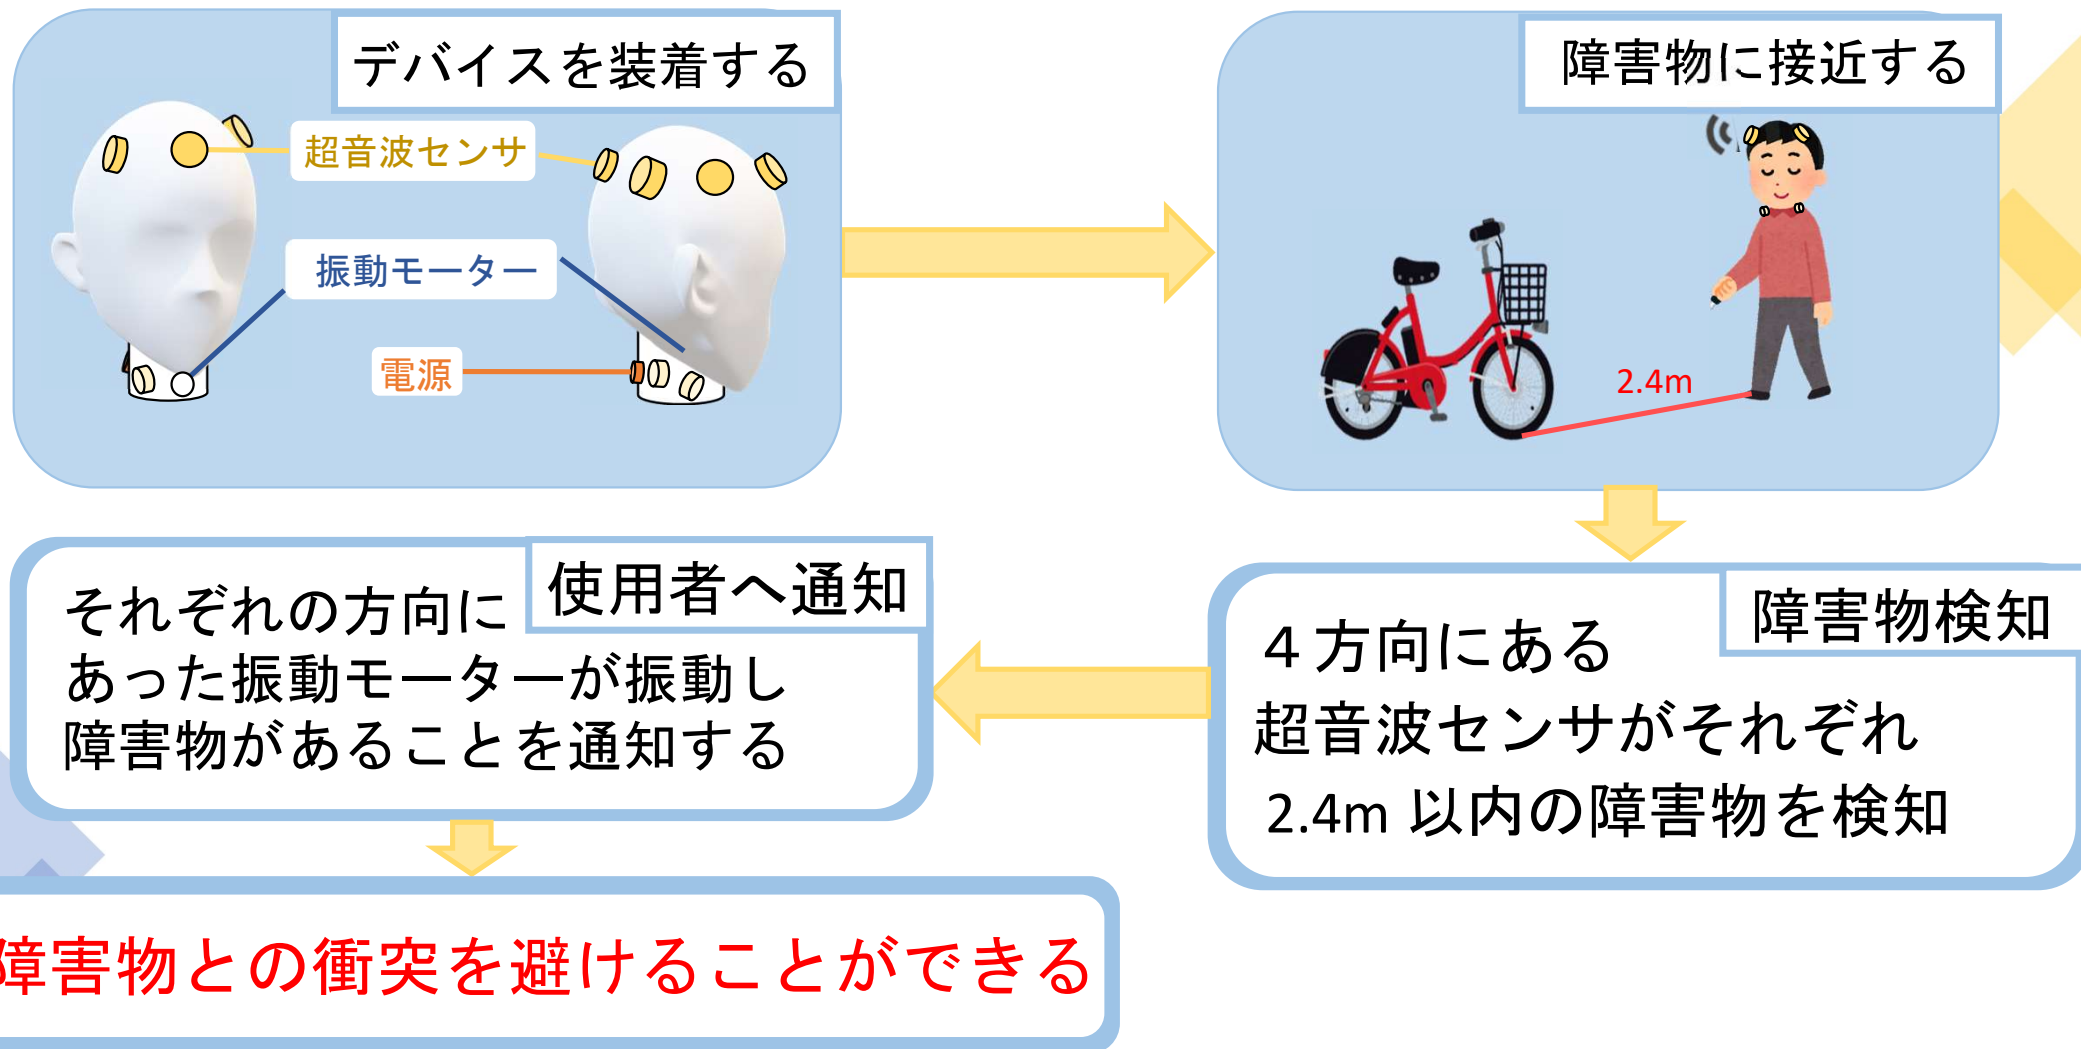 デバイスを装着する
超音波センサ
振動モーター
電源
障害物に接近する
2.4m
障害物検知
４方向にある
超音波センサがそれぞれ
2.4m 以内の障害物を検知
使用者へ通知
それぞれの方向に
あった振動モーターが振動し
障害物があることを通知する
障害物との衝突を避けることができる